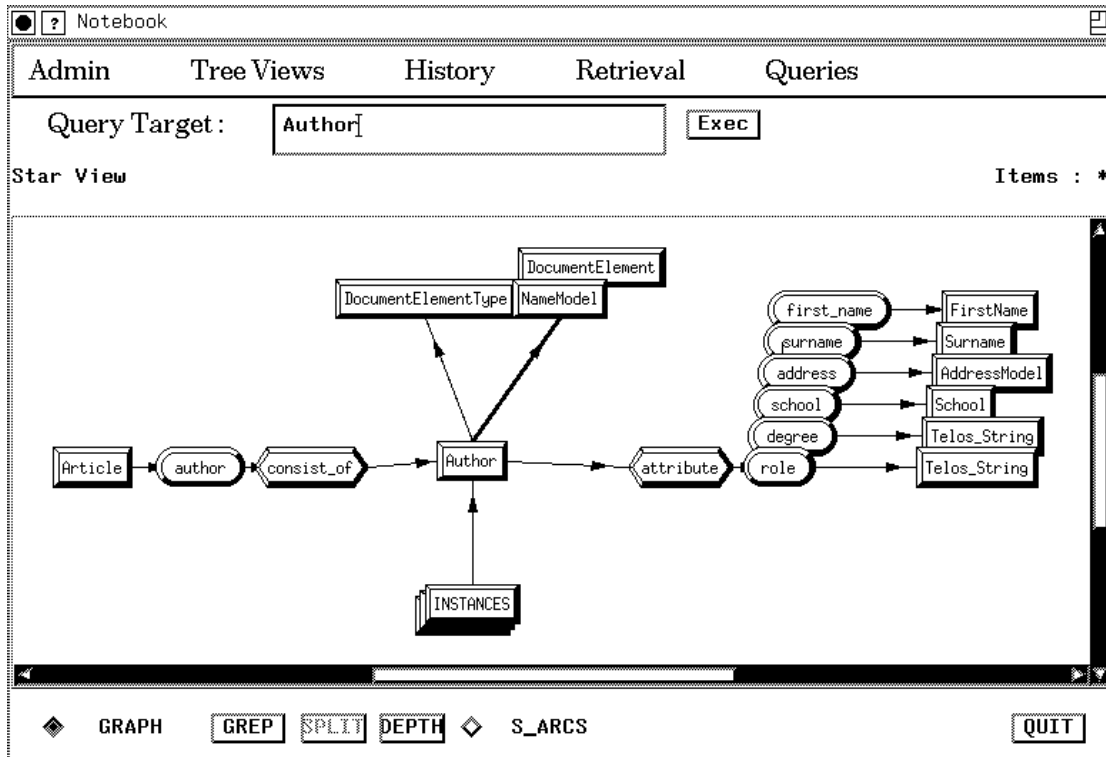 ? Notebook
Admin Tree Views History Retrieval Queries
Query Target : Author Exec
Star View Items : *
DocumentElement
DocumentElementType NameModel
first_name FirstName
surname Surname
address AddressModel
school School
degree Telos_String
Article author consist_of Author attribute role Telos_String
INSTANCES
GRAPH GREP SPLIT DEPTH S_ARCS QUIT